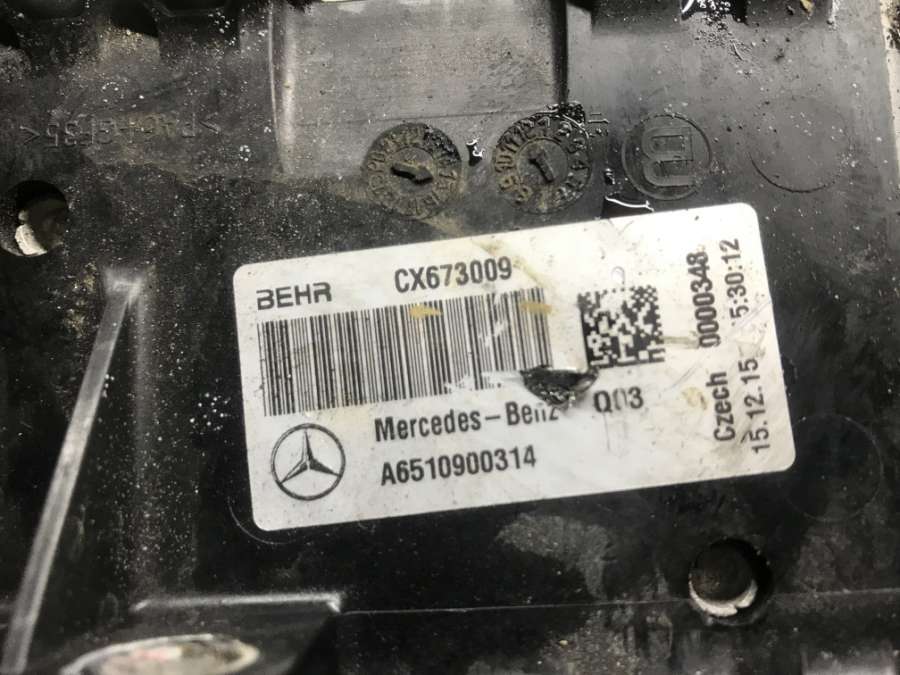 BEHR CX673009
Mercedes-Benz Q03
A6510900314
Czech 0000348
15.12.15 5:30:12